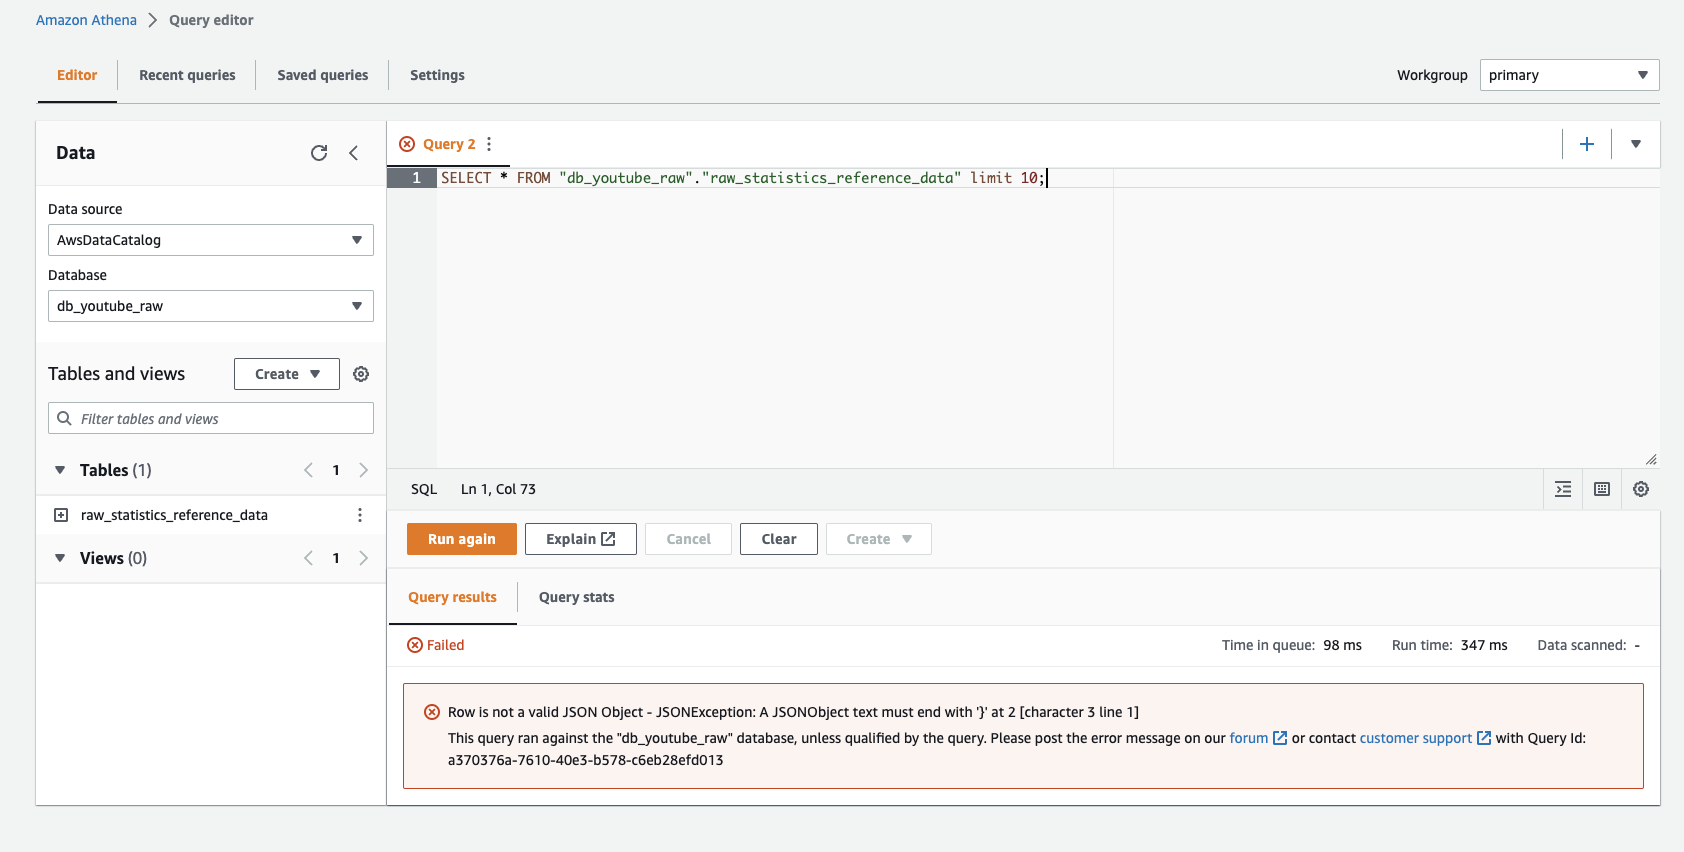 Amazon Athena > Query editor
Editor Recent queries Saved queries Settings Workgroup primary
Data
Data source
AwsDataCatalog
Database
db_youtube_raw
Tables and views Create
Filter tables and views
Tables (1) < 1 >
raw_statistics_reference_data
Views (0) < 1 >
Query 2
1 SELECT * FROM "db_youtube_raw"."raw_statistics_reference_data" limit 10;
SQL Ln 1, Col 73
Run again Explain Cancel Clear Create
Query results Query stats
Failed Time in queue: 98 ms Run time: 347 ms Data scanned: -
Row is not a valid JSON Object - JSONException: A JSONObject text must end with '}' at 2 [character 3 line 1]
This query ran against the "db_youtube_raw" database, unless qualified by the query. Please post the error message on our forum or contact customer support with Query Id:
a370376a-7610-40e3-b578-c6eb28efd013